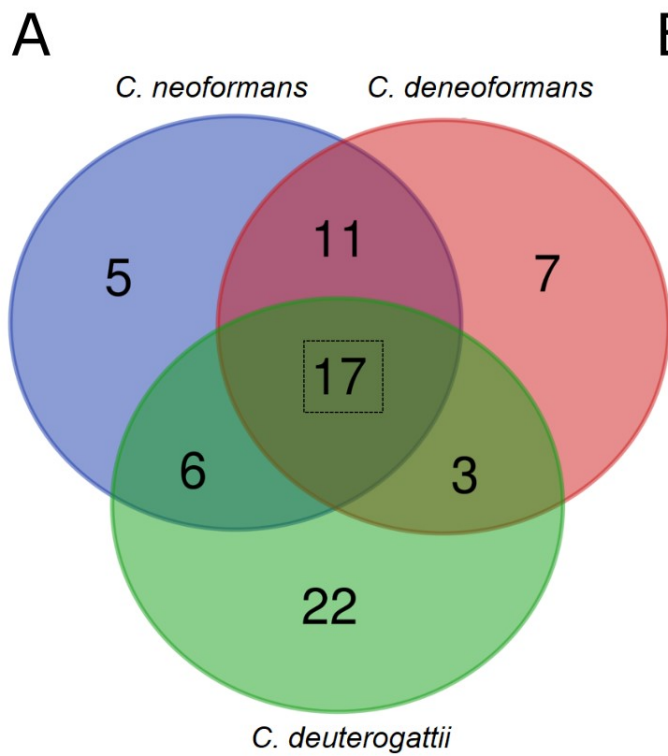 A
C. neoformans
C. deneoformans
11
5
7
17
6
3
22
C. deuterogattii